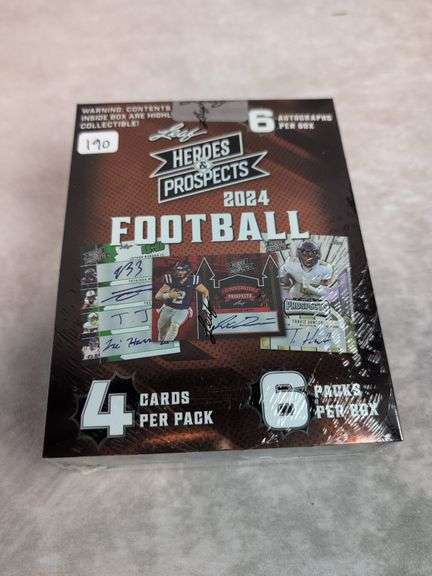 WARNING: CONTENTS
INSIDE BOX ARE HIGHLY
COLLECTIBLE!
190
Leaf
HEROES
&
PROSPECTS
6
AUTOGRAPHS
PER BOX
2024
FOOTBALL
PROSPECTS
4
CARDS
PER PACK
6
PACKS
PER BOX